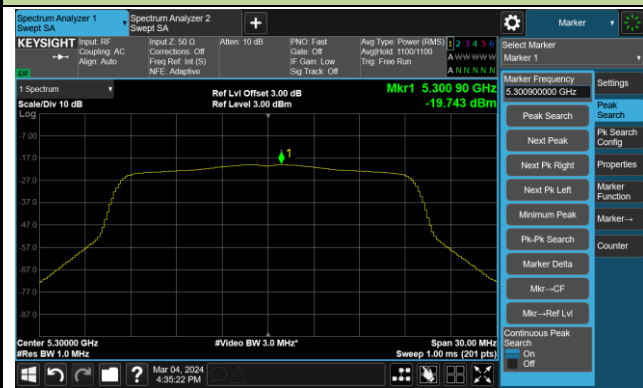 Spectrum Analyzer 1
Swept SA
Spectrum Analyzer 2
Swept SA
+
Marker
KEYSIGHT
Input: RF
Coupling: AC
Align: Auto
Input Z: 50 Ω
Corrections: Off
Freq Ref: Int (S)
NFE: Adaptive
Atten: 10 dB
PNO: Fast
Gate: Off
IF Gain: Low
Sig Track: Off
Avg Type: Power (RMS)
Avg|Hold: 1100/1100
Trig: Free Run
1 2 3 4 5 6
A W W W W W
A N N N N N
Select Marker
Marker 1
1 Spectrum
Scale/Div 10 dB
Log
Ref Lvl Offset 3.00 dB
Ref Level 3.00 dBm
Mkr1 5.300 90 GHz
-19.743 dBm
-7.00
-17.0
-27.0
-37.0
-47.0
-57.0
-67.0
-77.0
-87.0
1
Center 5.30000 GHz
#Res BW 1.0 MHz
#Video BW 3.0 MHz*
Span 30.00 MHz
Sweep 1.00 ms (201 pts)
Marker Frequency
5.300900000 GHz
Peak Search
Next Peak
Next Pk Right
Next Pk Left
Minimum Peak
Pk-Pk Search
Marker Delta
Mkr→CF
Mkr→Ref Lvl
Continuous Peak
Search
On
Off
Settings
Peak
Search
Pk Search
Config
Properties
Marker
Function
Marker→
Counter
?
Mar 04, 2024
4:35:22 PM